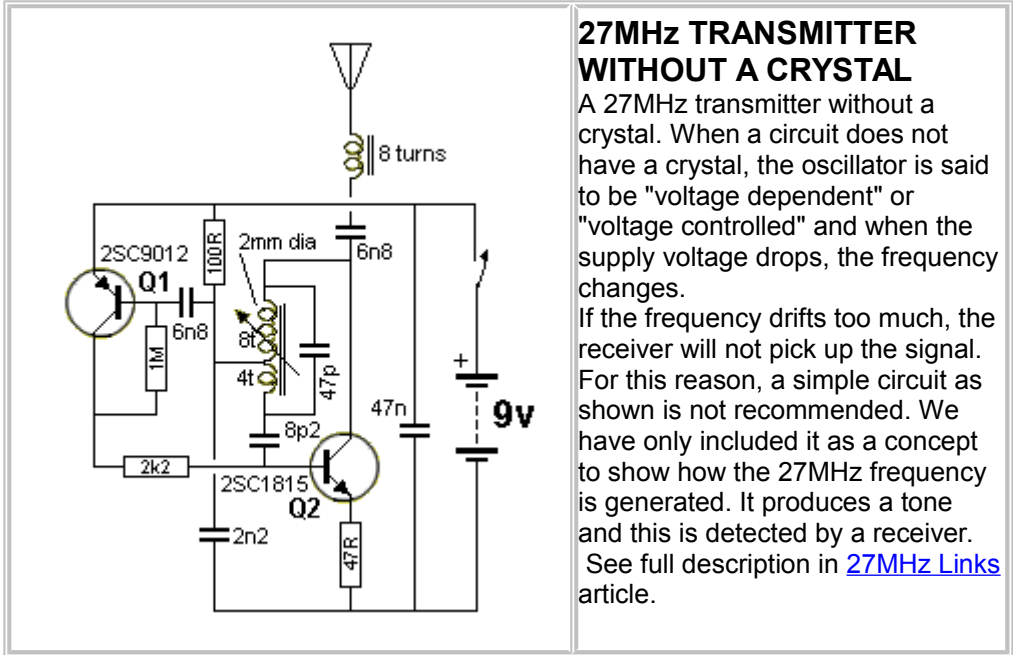 8 turns
2SC9012
Q1
100R
2mm dia
6n8
6n8
1M
8t
4t
47p
47n
+
9v
8p2
2k2
2SC1815
Q2
2n2
47R
27MHz TRANSMITTER
WITHOUT A CRYSTAL
A 27MHz transmitter without a
crystal. When a circuit does not
have a crystal, the oscillator is said
to be "voltage dependent" or
"voltage controlled" and when the
supply voltage drops, the frequency
changes.
If the frequency drifts too much, the
receiver will not pick up the signal.
For this reason, a simple circuit as
shown is not recommended. We
have only included it as a concept
to show how the 27MHz frequency
is generated. It produces a tone
and this is detected by a receiver.
See full description in 27MHz Links
article.